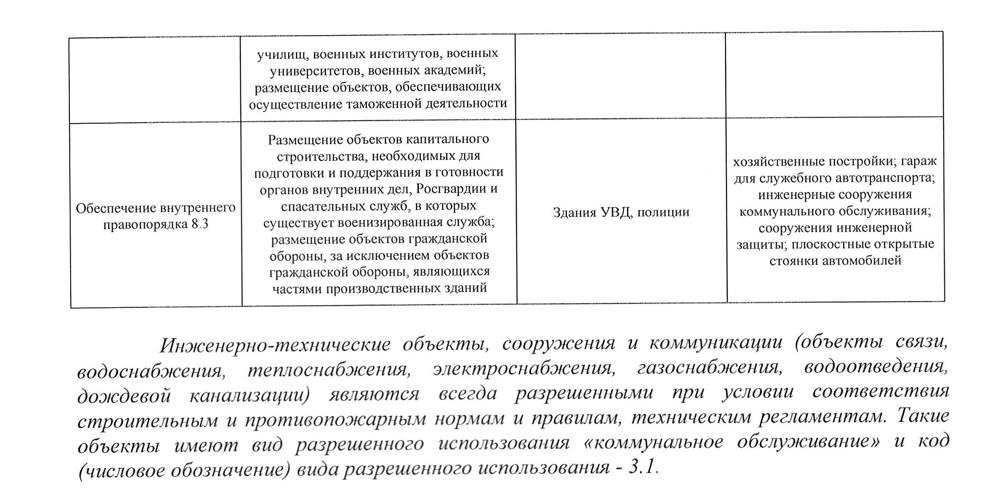 училищ, военных институтов, военных
университетов, военных академий;
размещение объектов, обеспечивающих
осуществление таможенной деятельности
Обеспечение внутреннего
правопорядка 8.3
Размещение объектов капитального
строительства, необходимых для
подготовки и поддержания в готовности
органов внутренних дел, Росгвардии и
спасательных служб, в которых
существует военизированная служба;
размещение объектов гражданской
обороны, за исключением объектов
гражданской обороны, являющихся
частями производственных зданий
Здания УВД, полиции
хозяйственные постройки; гараж
для служебного автотранспорта;
инженерные сооружения
коммунального обслуживания;
сооружения инженерной
защиты; плоскостные открытые
стоянки автомобилей
Инженерно-технические объекты, сооружения и коммуникации (объекты связи,
водоснабжения, теплоснабжения, электроснабжения, газоснабжения, водоотведения,
дождевой канализации) являются всегда разрешенными при условии соответствия
строительным и противопожарным нормам и правилам, техническим регламентам. Такие
объекты имеют вид разрешенного использования «коммунальное обслуживание» и код
(числовое обозначение) вида разрешенного использования - 3.1.